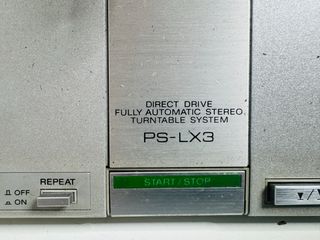 DIRECT DRIVE
FULLY AUTOMATIC STEREO
TURNTABLE SYSTEM
PS-LX3
REPEAT
OFF
ON
START/STOP